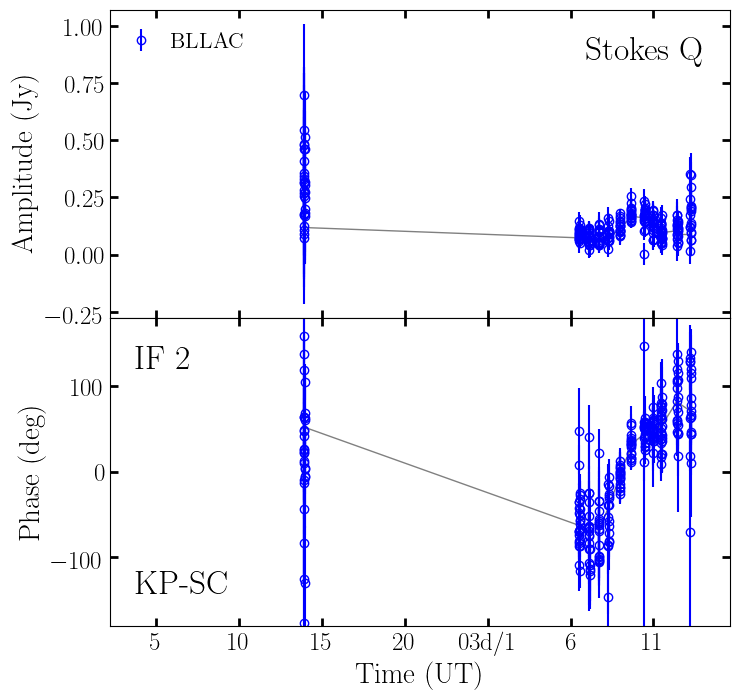 1.00
BLLAC
Stokes Q
0.75
0.50
0.25
0.00
−0.25
Amplitude (Jy)
IF 2
100
0
−100
Phase (deg)
KP-SC
5 10 15 20 03d/1 6 11
Time (UT)